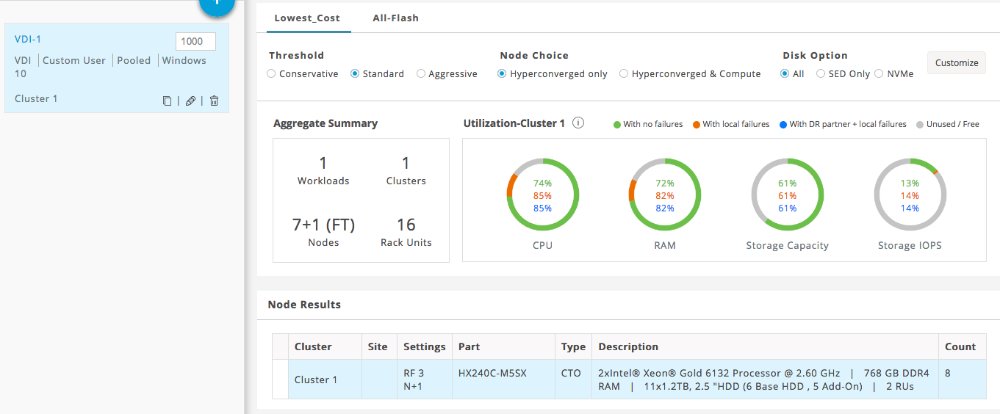 +
VDI-1
1000
VDI | Custom User | Pooled | Windows
10
Cluster 1
Lowest_Cost All-Flash
Threshold
Conservative Standard Aggressive
Node Choice
Hyperconverged only Hyperconverged & Compute
Disk Option
All SED Only NVMe
Customize
Aggregate Summary
1
Workloads
1
Clusters
7+1 (FT)
Nodes
16
Rack Units
Utilization-Cluster 1 i
With no failures With local failures With DR partner + local failures Unused / Free
74%
85%
85%
CPU
72%
82%
82%
RAM
61%
61%
61%
Storage Capacity
13%
14%
14%
Storage IOPS
Node Results
Cluster Site Settings Part Type Description Count
Cluster 1
RF 3
N+1
HX240C-M5SX
CTO
2xIntel® Xeon® Gold 6132 Processor @ 2.60 GHz | 768 GB DDR4
RAM | 11x1.2TB, 2.5 "HDD (6 Base HDD , 5 Add-On) | 2 RUs
8